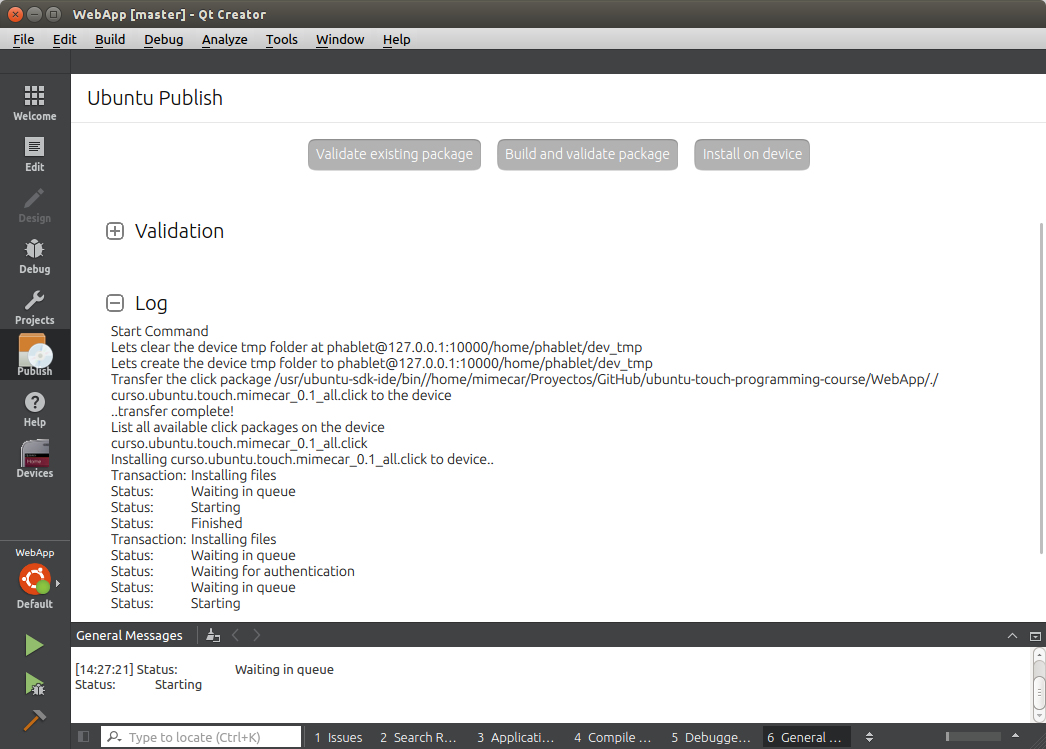 WebApp [master] - Qt Creator
File Edit Build Debug Analyze Tools Window Help
Welcome
Edit
Design
Debug
Projects
Publish
Help
Devices
WebApp
Default
Ubuntu Publish
Validate existing package Build and validate package Install on device
Validation
Log
Start Command
Lets clear the device tmp folder at phablet@127.0.0.1:10000/home/phablet/dev_tmp
Lets create the device tmp folder to phablet@127.0.0.1:10000/home/phablet/dev_tmp
Transfer the click package /usr/ubuntu-sdk-ide/bin//home/mimecar/Proyectos/GitHub/ubuntu-touch-programming-course/WebApp/./
curso.ubuntu.touch.mimecar_0.1_all.click to the device
..transfer complete!
List all available click packages on the device
curso.ubuntu.touch.mimecar_0.1_all.click
Installing curso.ubuntu.touch.mimecar_0.1_all.click to device..
Transaction: Installing files
Status: Waiting in queue
Status: Starting
Status: Finished
Transaction: Installing files
Status: Waiting in queue
Status: Waiting for authentication
Status: Waiting in queue
Status: Starting
General Messages
[14:27:21] Status: Waiting in queue
Status: Starting
Type to locate (Ctrl+K) 1 Issues 2 Search R... 3 Applicati... 4 Compile ... 5 Debugge... 6 General ...